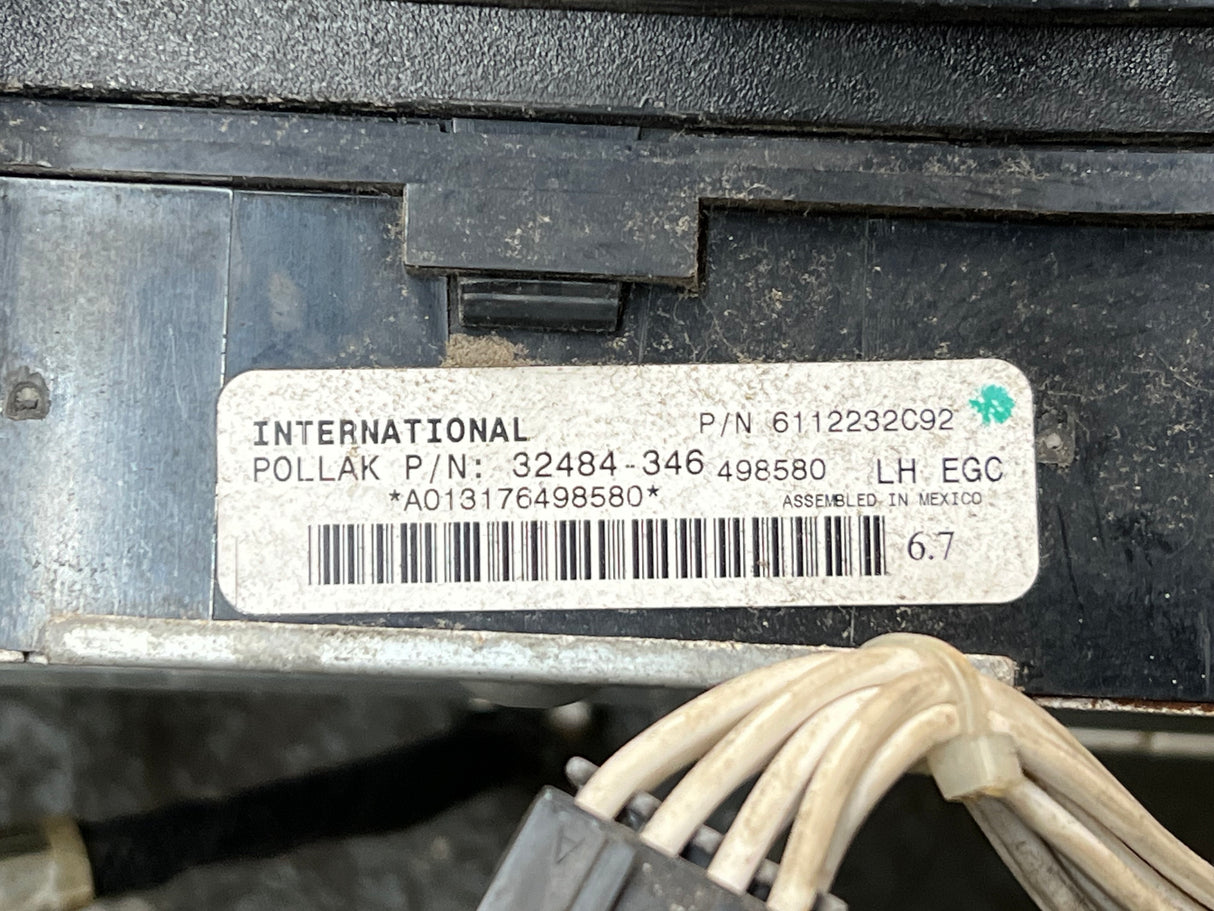 INTERNATIONAL P/N 6112232C92
POLLAK P/N: 32484-346 498580 LH EGC
*A013176498580* ASSEMBLED IN MEXICO
6.7